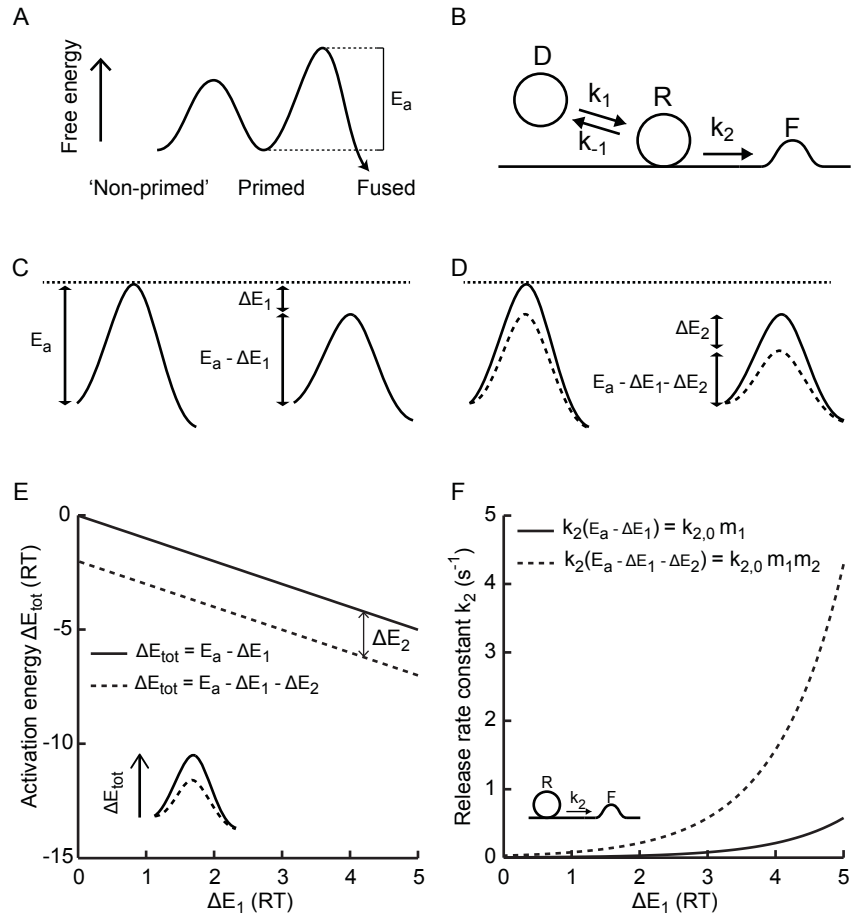 A
Free energy
E_a
'Non-primed'
Primed
Fused
B
D
k_1
k_-1
R
k_2
F
C
E_a
ΔE_1
E_a - ΔE_1
D
ΔE_2
E_a - ΔE_1 - ΔE_2
E
Activation energy ΔE_tot (RT)
0
-5
-10
-15
ΔE_2
ΔE_tot = E_a - ΔE_1
ΔE_tot = E_a - ΔE_1 - ΔE_2
ΔE_tot
0 1 2 3 4 5
ΔE_1 (RT)
F
Release rate constant k_2 (s^-1)
5
4
3
2
1
0
k_2(E_a - ΔE_1) = k_2,0 m_1
k_2(E_a - ΔE_1 - ΔE_2) = k_2,0 m_1m_2
R
k_2
F
0 1 2 3 4 5
ΔE_1 (RT)